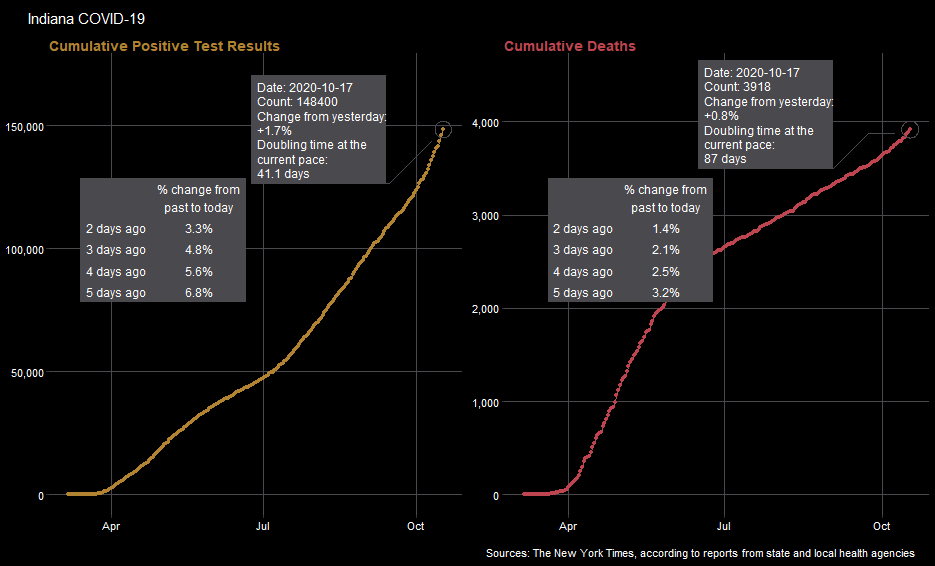 Indiana COVID-19
Cumulative Positive Test Results
Date: 2020-10-17
Count: 148400
Change from yesterday:
+1.7%
Doubling time at the
current pace:
41.1 days
% change from
past to today
2 days ago 3.3%
3 days ago 4.8%
4 days ago 5.6%
5 days ago 6.8%
150,000
100,000
50,000
0
Apr Jul Oct
Cumulative Deaths
Date: 2020-10-17
Count: 3918
Change from yesterday:
+0.8%
Doubling time at the
current pace:
87 days
% change from
past to today
2 days ago 1.4%
3 days ago 2.1%
4 days ago 2.5%
5 days ago 3.2%
4,000
3,000
2,000
1,000
0
Apr Jul Oct
Sources: The New York Times, according to reports from state and local health agencies